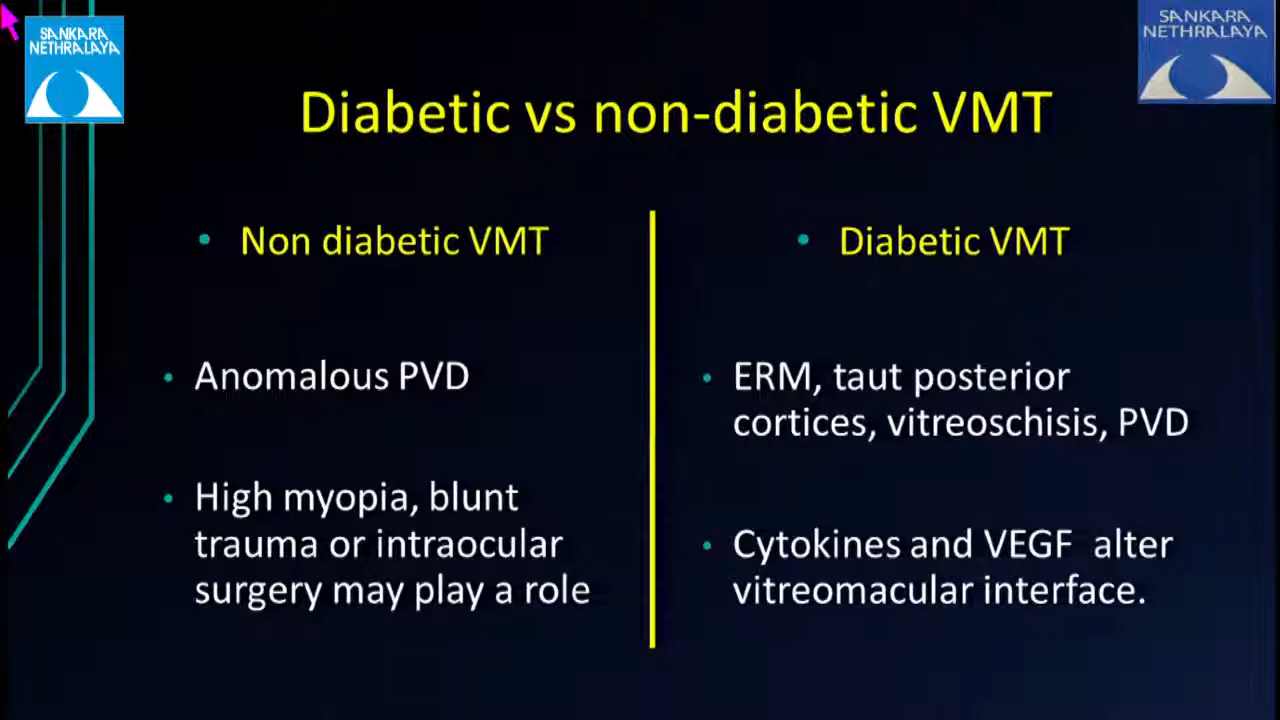 SANKARA
NETHRALAYA
SANKARA
NETHRALAYA
Diabetic vs non-diabetic VMT
• Non diabetic VMT
• Anomalous PVD
• High myopia, blunt
trauma or intraocular
surgery may play a role
• Diabetic VMT
• ERM, taut posterior
cortices, vitreoschisis, PVD
• Cytokines and VEGF alter
vitreomacular interface.